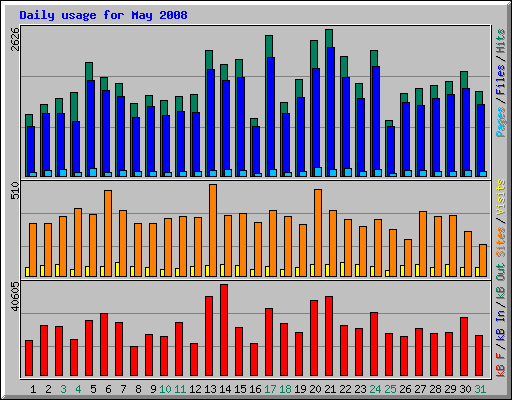 Daily usage for May 2008
2626
Pages / Files / Hits
510
Sites / Visits
40605
kB F / kB In / kB Out
1 2 3 4 5 6 7 8 9 10 11 12 13 14 15 16 17 18 19 20 21 22 23 24 25 26 27 28 29 30 31